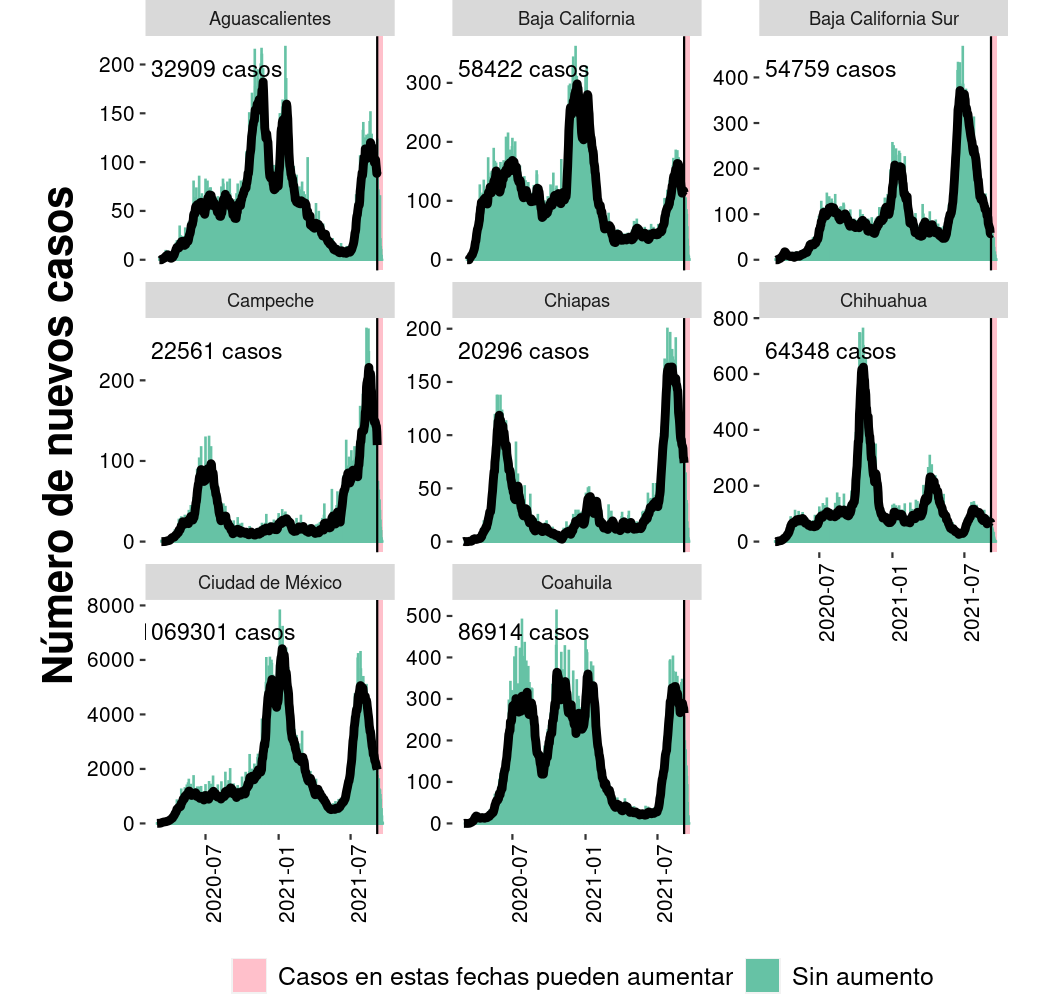 Número de nuevos casos
Aguascalientes
32909 casos
200
150
100
50
0
Baja California
58422 casos
300
200
100
0
Baja California Sur
54759 casos
400
300
200
100
0
Campeche
22561 casos
200
100
0
Chiapas
20296 casos
200
150
100
50
0
Chihuahua
64348 casos
800
600
400
200
0
2020-07
2021-01
2021-07
Ciudad de México
1069301 casos
8000
6000
4000
2000
0
2020-07
2021-01
2021-07
Coahuila
86914 casos
500
400
300
200
100
0
2020-07
2021-01
2021-07
Casos en estas fechas pueden aumentar
Sin aumento